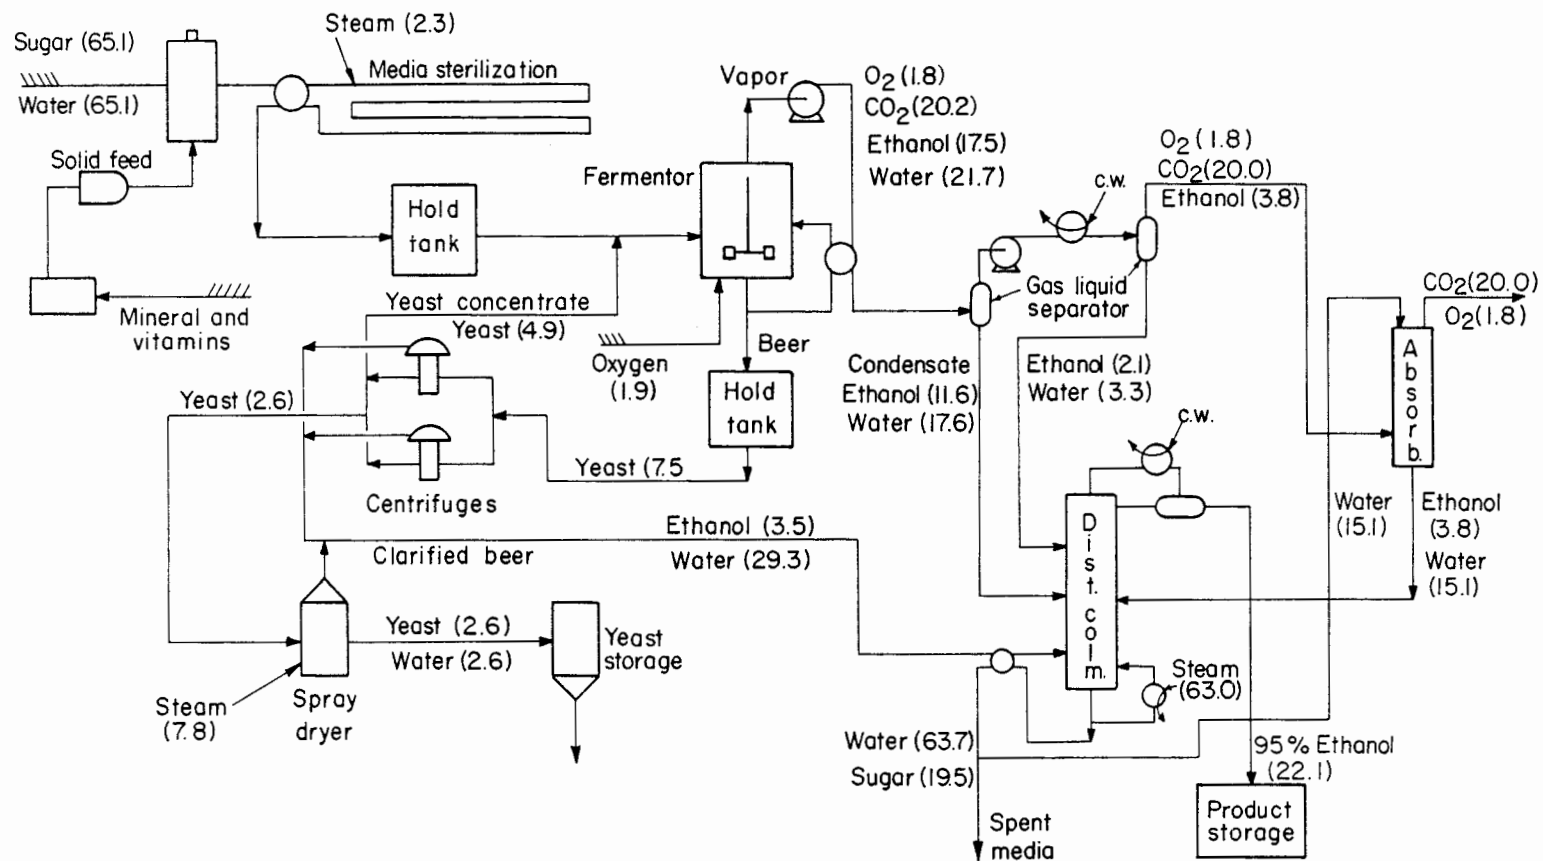 Sugar (65.1)
Water (65.1)
Steam (2.3)
Media sterilization
Solid feed
Mineral and
vitamins
Hold
tank
Vapor
O2 (1.8)
CO2 (20.2)
Ethanol (17.5)
Water (21.7)
Fermentor
c.w.
O2 (1.8)
CO2(20.0)
Ethanol (3.8)
Gas liquid
separator
CO2(20.0)
O2(1.8)
Yeast concentrate
Yeast (4.9)
Oxygen
(1.9)
Beer
Hold
tank
Condensate
Ethanol (11.6)
Water (17.6)
Ethanol (2.1)
Water (3.3)
Absorb.
c.w.
Yeast (2.6)
Yeast (7.5
Centrifuges
Ethanol (3.5)
Water (29.3)
Clarified beer
Dist. colm.
Water
(15.1)
Ethanol
(3.8)
Water
(15.1)
Yeast (2.6)
Water (2.6)
Yeast
storage
Steam
(7.8)
Spray
dryer
Steam
(63.0)
Water (63.7)
Sugar (19.5)
95% Ethanol
(22.1)
Product
storage
Spent
media